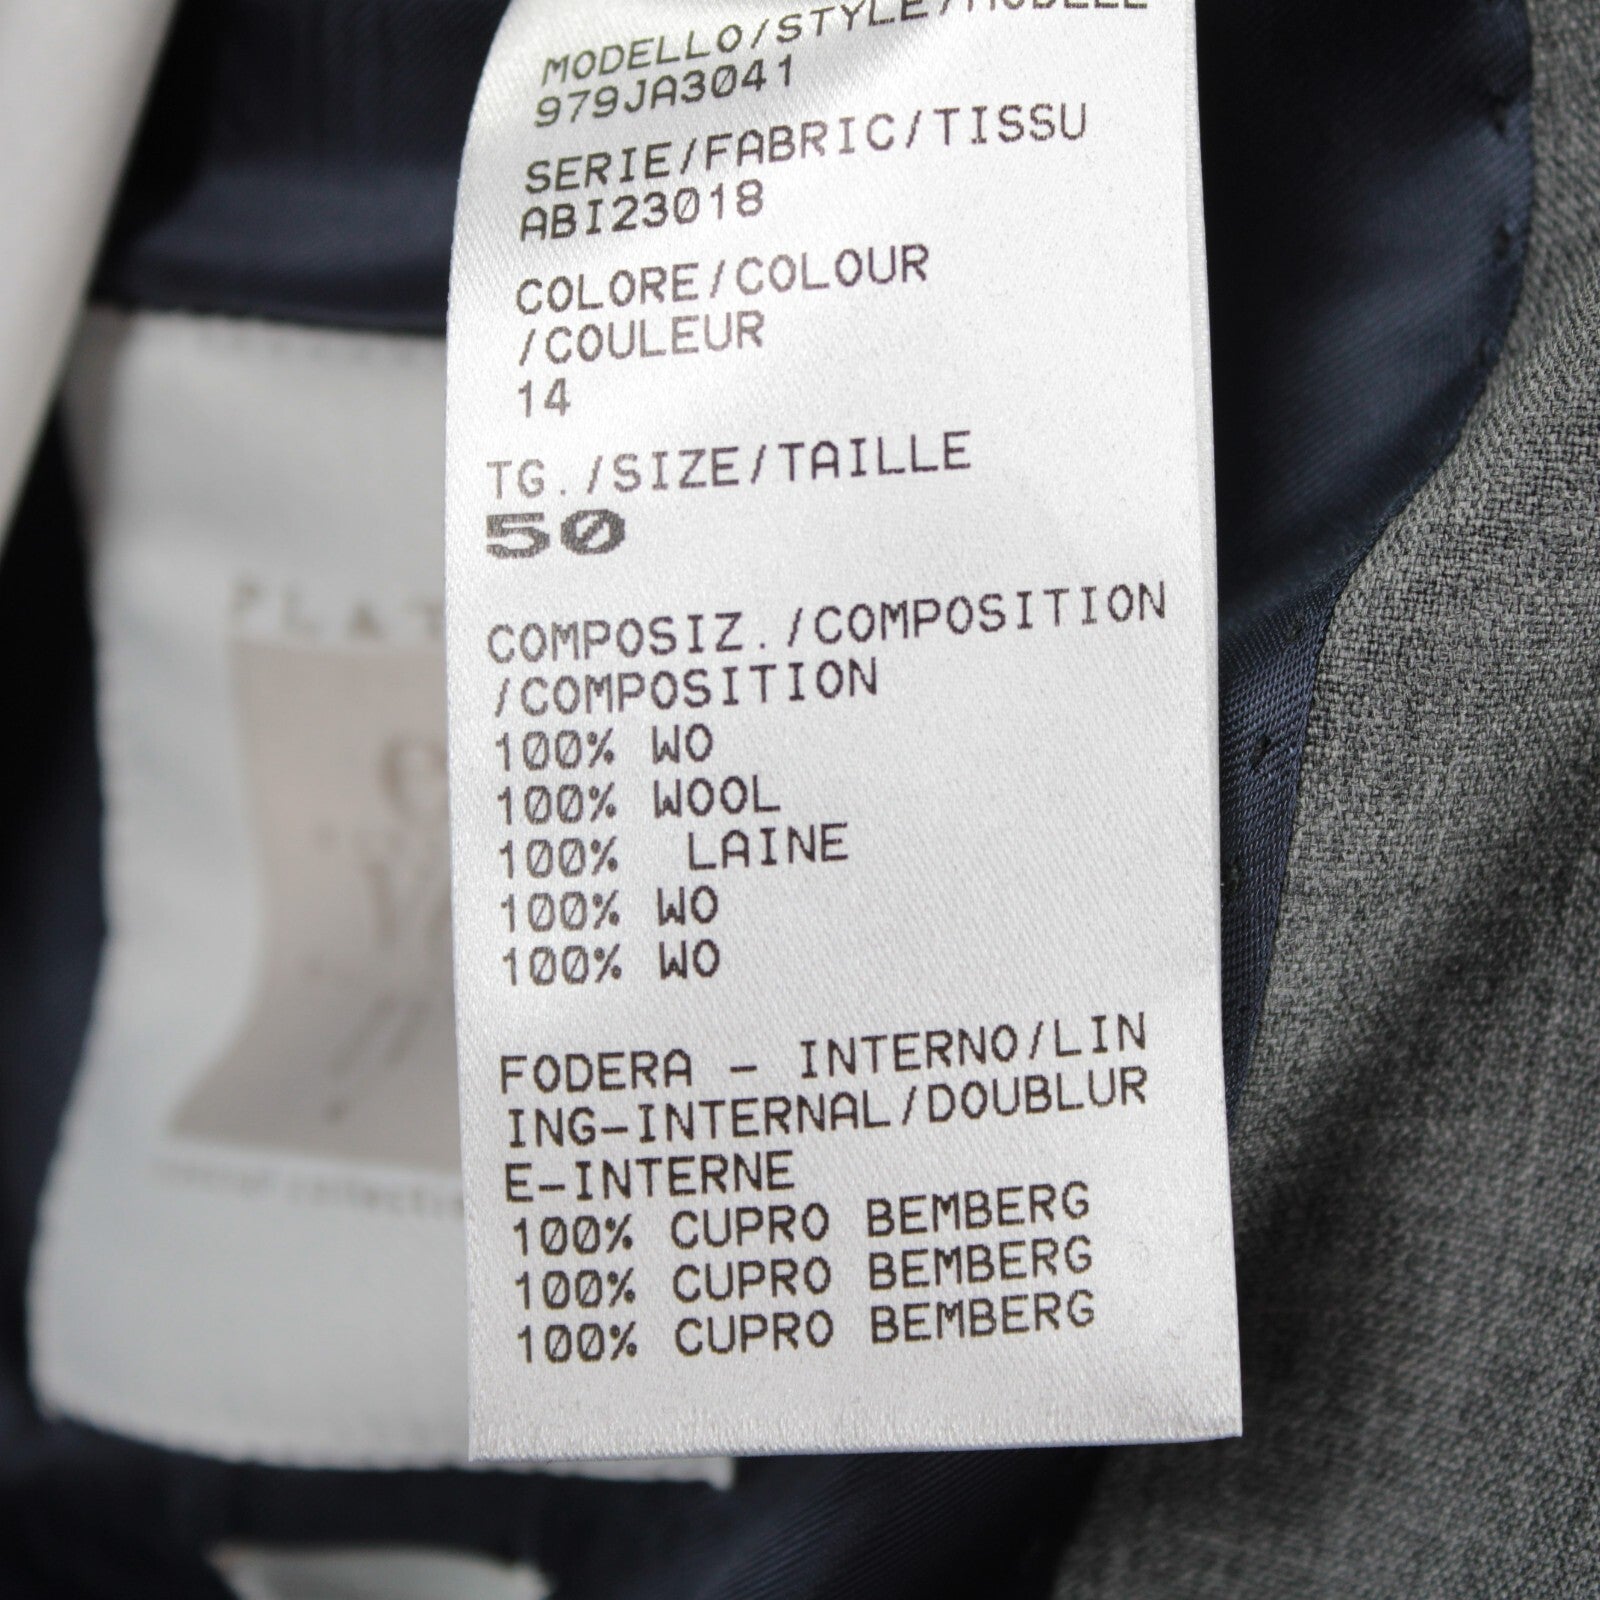 MODELLO/STYLE/MODELE
979JA3041
SERIE/FABRIC/TISSU
ABI23018
COLORE/COLOUR
/COULEUR
14
TG./SIZE/TAILLE
50
COMPOSIZ./COMPOSITION
/COMPOSITION
100% WO
100% WOOL
100% LAINE
100% WO
100% WO
FODERA - INTERNO/LIN
ING-INTERNAL/DOUBLUR
E-INTERNE
100% CUPRO BEMBERG
100% CUPRO BEMBERG
100% CUPRO BEMBERG
PLAT